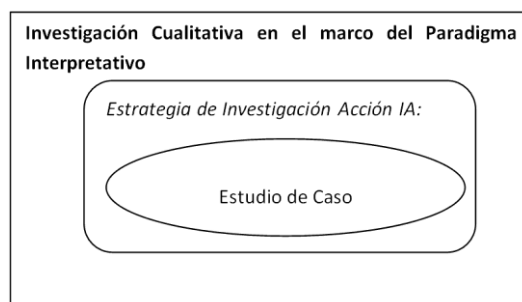 Investigación Cualitativa en el marco del Paradigma
Interpretativo
Estrategia de Investigación Acción IA:
Estudio de Caso